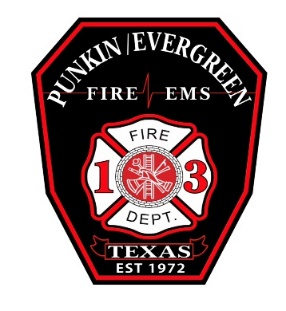 PUNKIN/EVERGREEN
FIRE EMS
FIRE
1 3
DEPT.
TEXAS
EST 1972